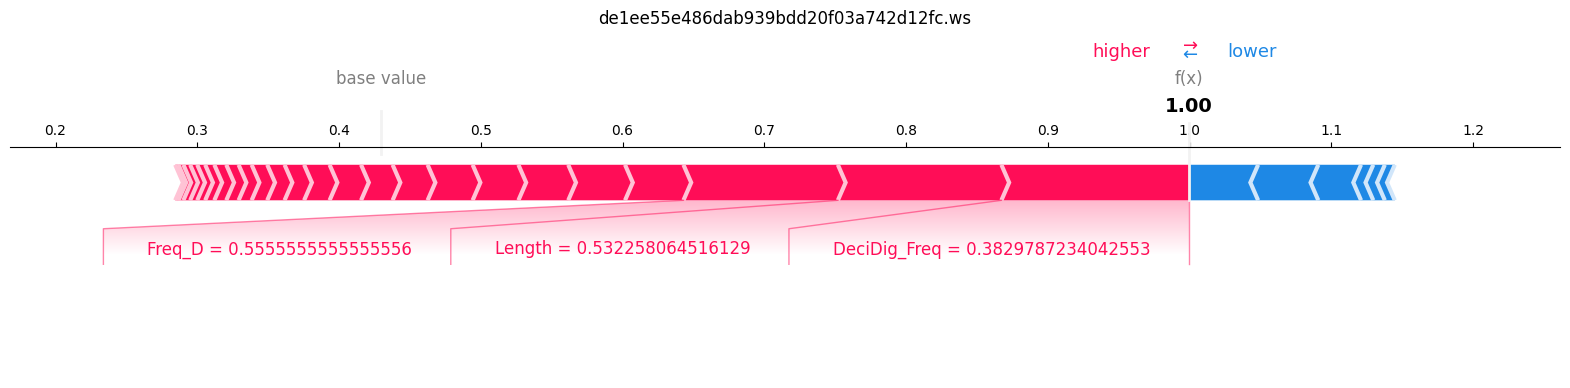 de1ee55e486dab939bdd20f03a742d12fc.ws
higher → ← lower
base value f(x)
1.00
0.2 0.3 0.4 0.5 0.6 0.7 0.8 0.9 1.0 1.1 1.2
Freq_D = 0.5555555555555556 Length = 0.532258064516129 DeciDig_Freq = 0.3829787234042553